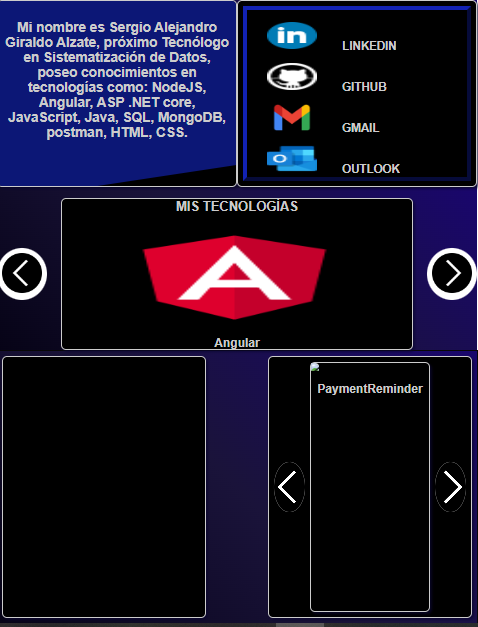 Mi nombre es Sergio Alejandro
Giraldo Alzate, próximo Tecnólogo
en Sistematización de Datos,
poseo conocimientos en
tecnologías como: NodeJS,
Angular, ASP .NET core,
JavaScript, Java, SQL, MongoDB,
postman, HTML, CSS.
in
LINKEDIN
GITHUB
GMAIL
OUTLOOK
MIS TECNOLOGÍAS
Angular
PaymentReminder